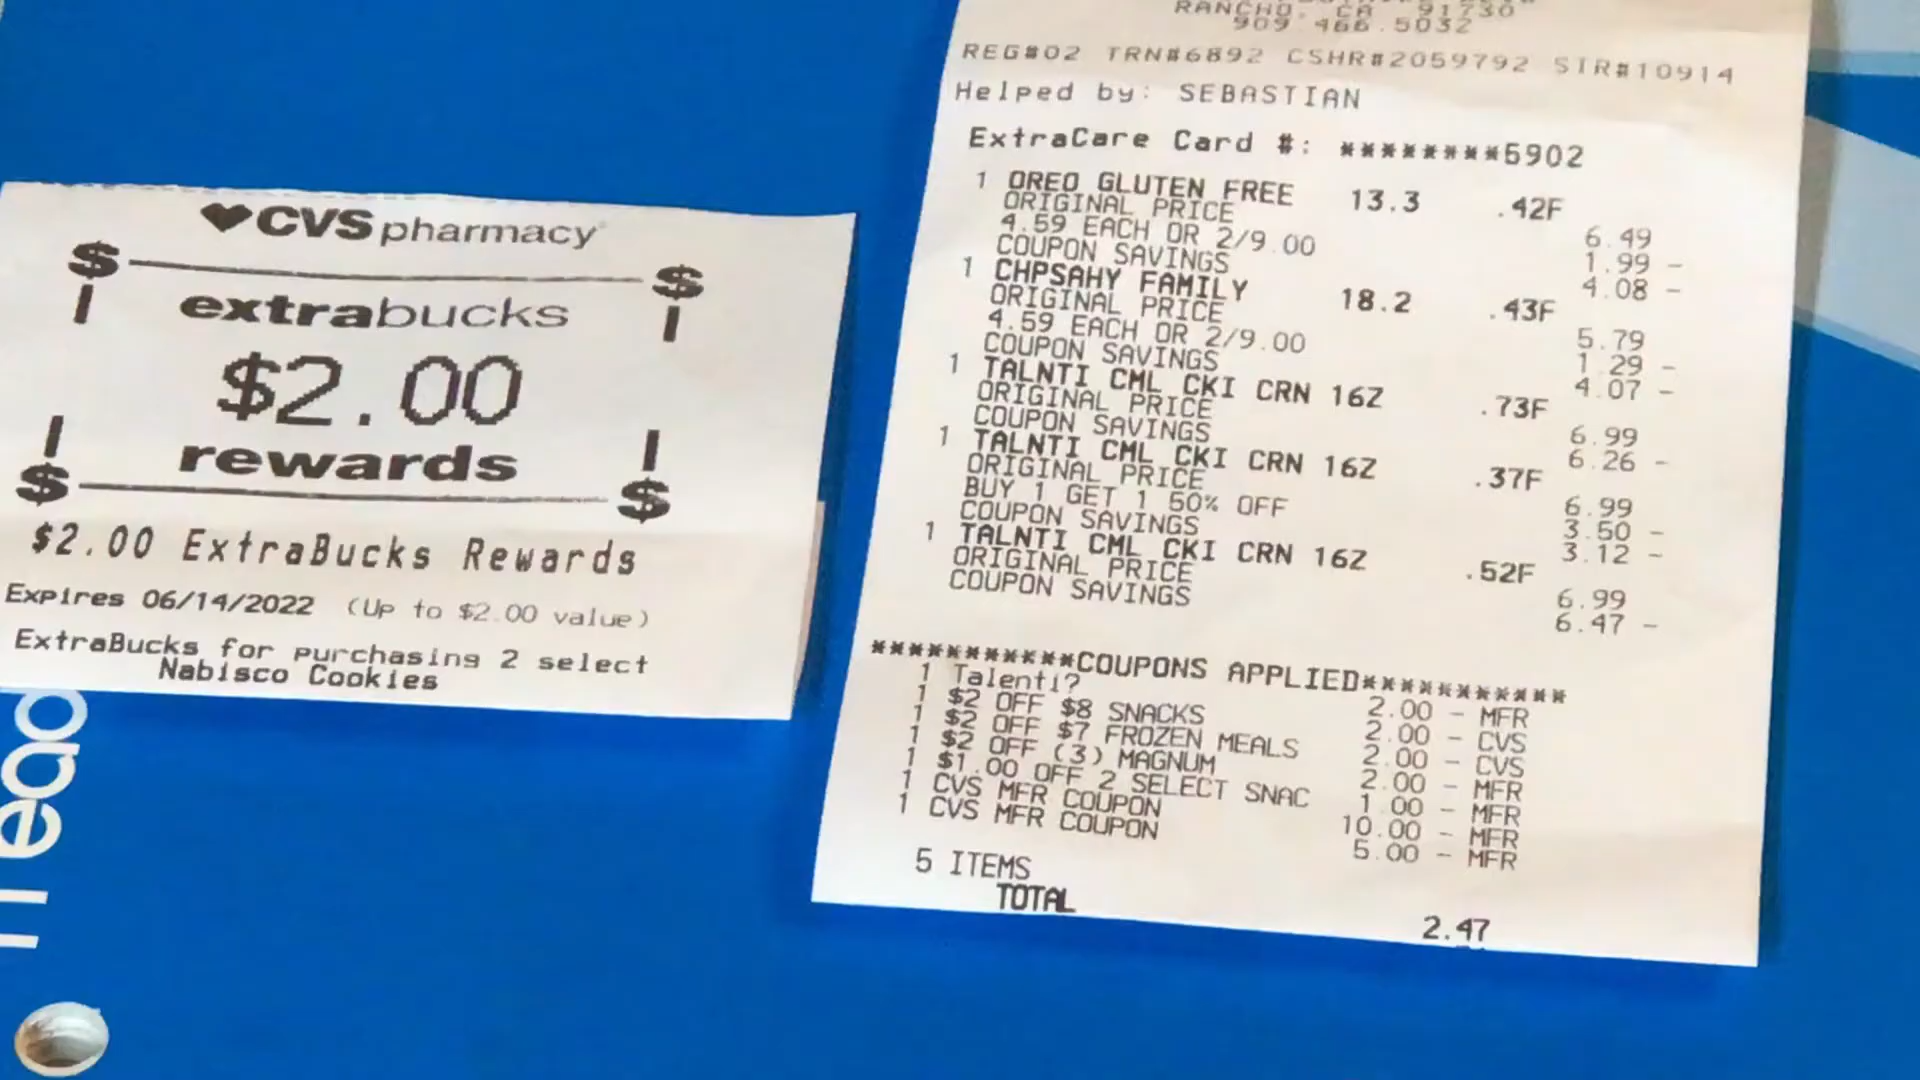 CVS pharmacy
$ $
extrabucks
$2.00
rewards
$ $
$2.00 ExtraBucks Rewards
Expires 06/14/2022 (Up to $2.00 value)
ExtraBucks for purchasing 2 select
Nabisco Cookies
RANCHO, CA 91730
909.466.5032
REG#02 TRN#6892 CSHR#2059792 STR#10914
Helped by: SEBASTIAN
ExtraCare Card #: ********5902
1 OREO GLUTEN FREE 13.3 .42F
ORIGINAL PRICE 6.49
4.59 EACH OR 2/9.00 1.99 -
COUPON SAVINGS 4.08 -
1 CHPSAHY FAMILY 18.2 .43F
ORIGINAL PRICE 5.79
4.59 EACH OR 2/9.00 1.29 -
COUPON SAVINGS 4.07 -
1 TALNTI CML CKI CRN 16Z .73F
ORIGINAL PRICE 6.99
COUPON SAVINGS 6.26 -
1 TALNTI CML CKI CRN 16Z .37F
ORIGINAL PRICE 6.99
BUY 1 GET 1 50% OFF 3.50 -
COUPON SAVINGS 3.12 -
1 TALNTI CML CKI CRN 16Z .52F
ORIGINAL PRICE 6.99
COUPON SAVINGS 6.47 -
***********COUPONS APPLIED***********
1 Talenti? 2.00 - MFR
1 $2 OFF $8 SNACKS 2.00 - CVS
1 $2 OFF $7 FROZEN MEALS 2.00 - CVS
1 $2 OFF (3) MAGNUM 2.00 - MFR
1 $1.00 OFF 2 SELECT SNAC 1.00 - MFR
1 CVS MFR COUPON 10.00 - MFR
1 CVS MFR COUPON 5.00 - MFR
5 ITEMS
TOTAL 2.47